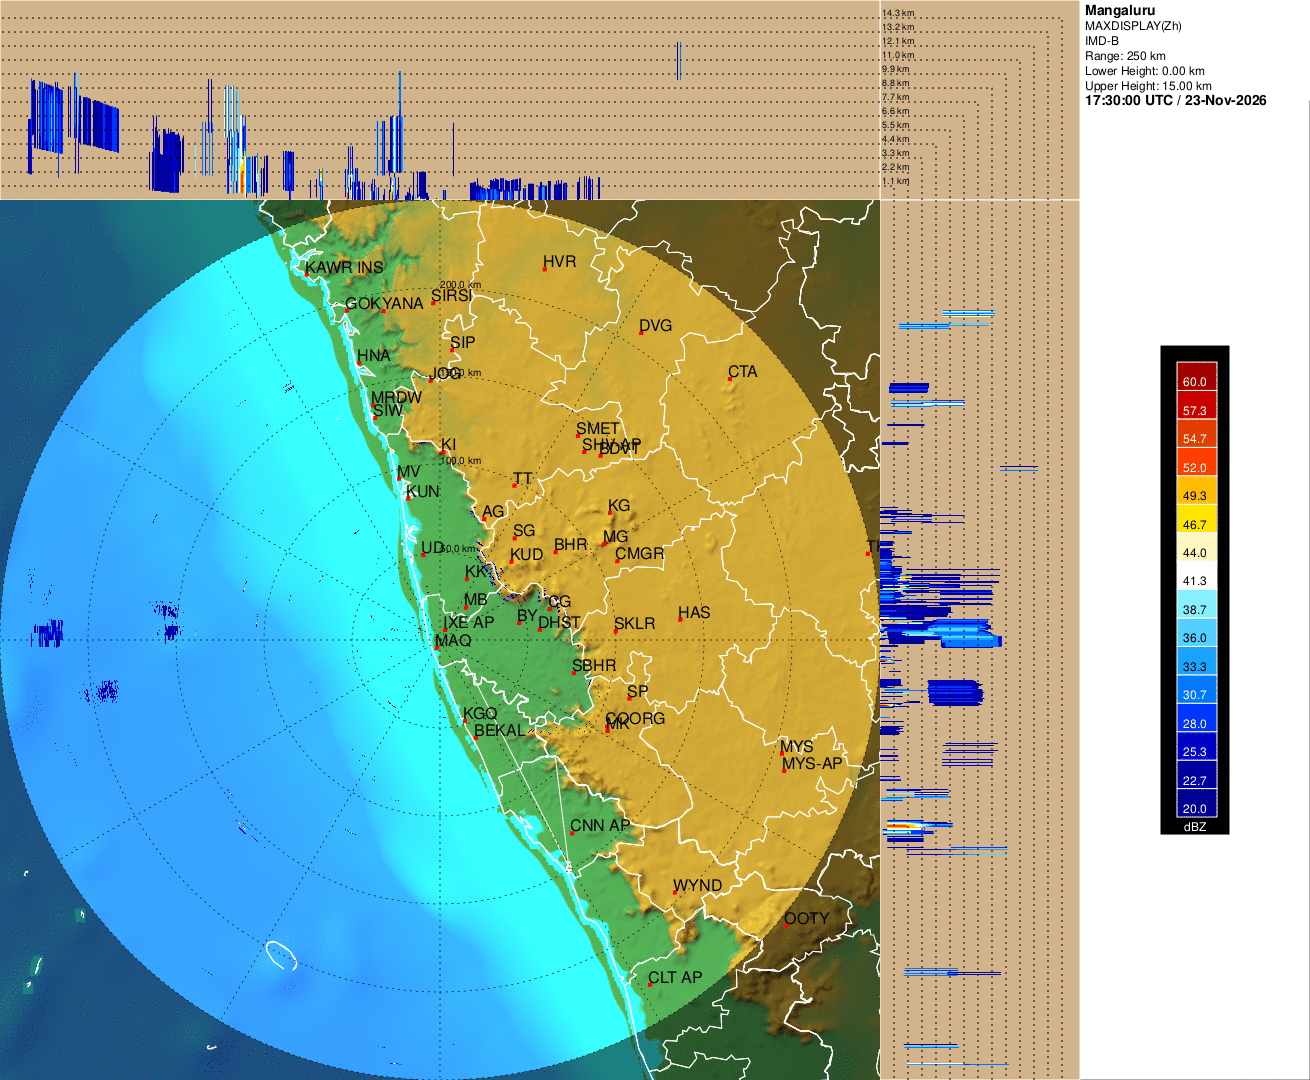 14.3 km
13.2 km
12.1 km
11.0 km
9.9 km
8.8 km
7.7 km
6.6 km
5.5 km
4.4 km
3.3 km
2.2 km
1.1 km
Mangaluru
MAXDISPLAY(Zh)
IMD-B
Range: 250 km
Lower Height: 0.00 km
Upper Height: 15.00 km
17:30:00 UTC / 23-Nov-2026
KAWR INS
HVR
200.0 km
SIRSI
GOKYANA
DVG
SIP
HNA
JOG
CTA
MRDW
SIW
SMET
SHV-AP
BDVT
KI
100.0 km
MV
TT
KUN
KG
AG
SG
MG
UD
50.0 km
KUD
BHR
CMGR
KK
MB
CG
BY
DHST
IXE AP
SKLR
HAS
MAQ
SBHR
SP
KGQ
COORG
MK
BEKAL
MYS
MYS-AP
CNN AP
WYND
OOTY
CLT AP
60.0
57.3
54.7
52.0
49.3
46.7
44.0
41.3
38.7
36.0
33.3
30.7
28.0
25.3
22.7
20.0
dBZ